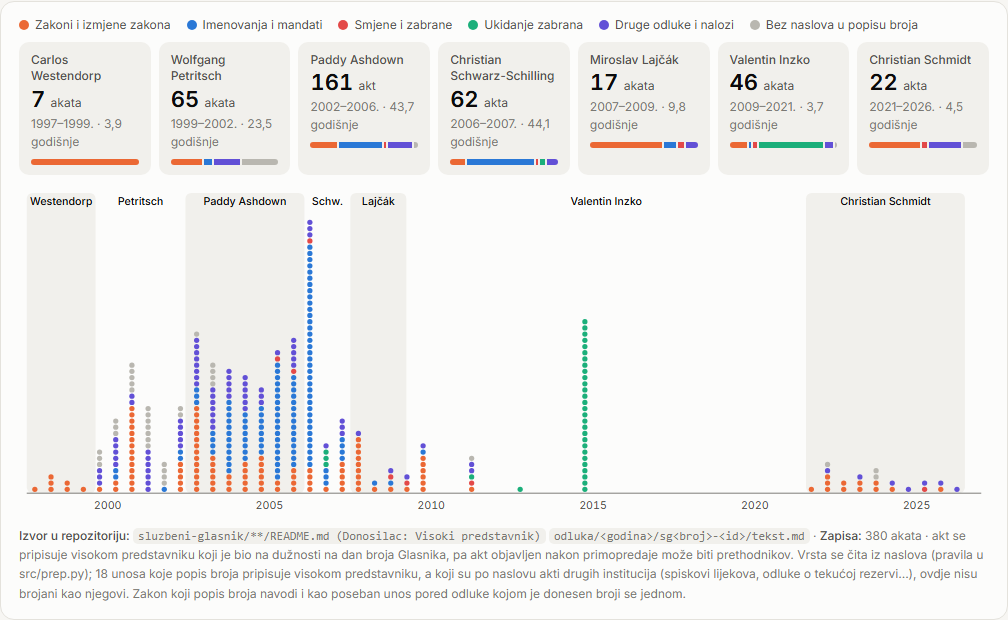 Zakoni i izmjene zakona Imenovanja i mandati Smjene i zabrane Ukidanje zabrana Druge odluke i nalozi Bez naslova u popisu broja
Carlos
Westendorp
7 akata
1997–1999. · 3,9
godišnje
Wolfgang
Petritsch
65 akata
1999–2002. · 23,5
godišnje
Paddy Ashdown
161 akt
2002–2006. · 43,7
godišnje
Christian
Schwarz-Schilling
62 akata
2006–2007. · 44,1
godišnje
Miroslav Lajčák
17 akata
2007–2009. · 9,8
godišnje
Valentin Inzko
46 akata
2009–2021. · 3,7
godišnje
Christian Schmidt
22 akta
2021–2026. · 4,5
godišnje
Westendorp Petritsch Paddy Ashdown Schw. Lajčák Valentin Inzko Christian Schmidt
2000 2005 2010 2015 2020 2025
Izvor u repozitoriju: sluzbeni-glasnik/**/README.md (Donosilac: Visoki predstavnik) odluka/<godina>/sg<broj>-<id>/tekst.md · Zapisa: 380 akata · akt se
pripisuje visokom predstavniku koji je bio na dužnosti na dan broja Glasnika, pa akt objavljen nakon primopredaje može biti prethodnikov. Vrsta se čita iz naslova (pravila u
src/prep.py); 18 unosa koje popis broja pripisuje visokom predstavniku, a koji su po naslovu akti drugih institucija (spiskovi lijekova, odluke o tekućoj rezervi...), ovdje nisu
brojani kao njegovi. Zakon koji popis broja navodi i kao poseban unos pored odluke kojom je donesen broji se jednom.